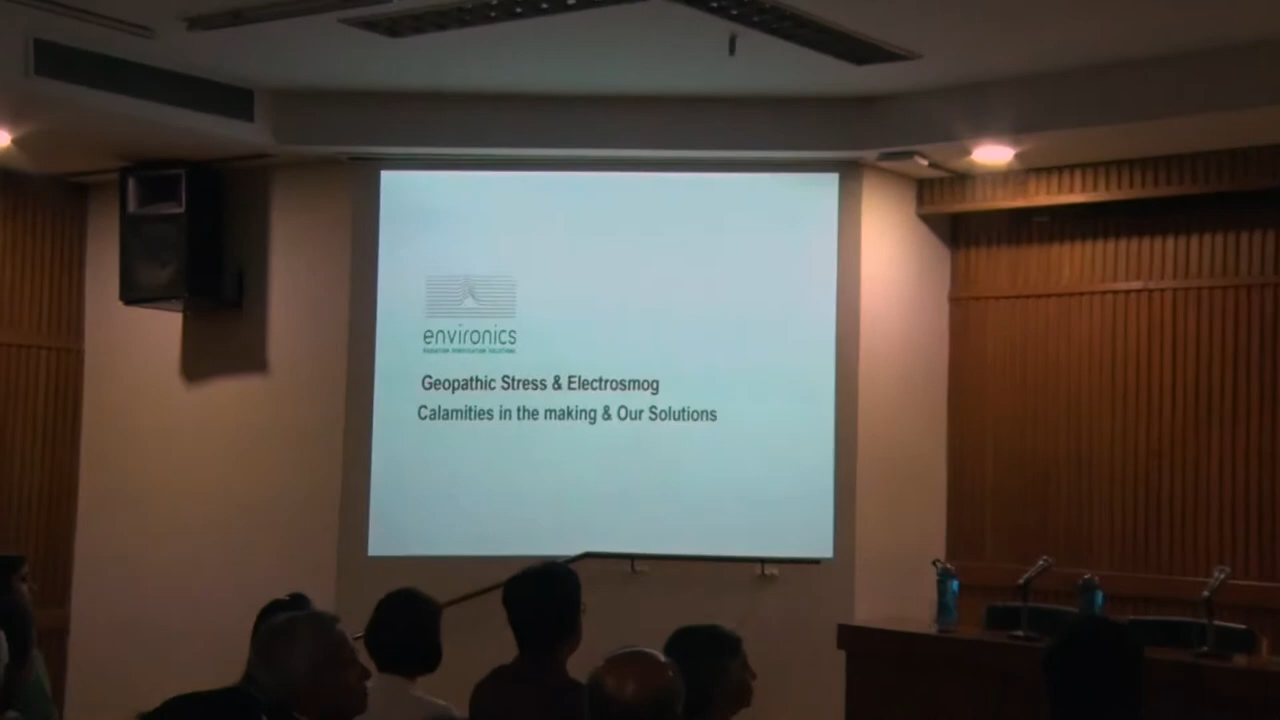 environics
Geopathic Stress & Electrosmog
Calamities in the making & Our Solutions